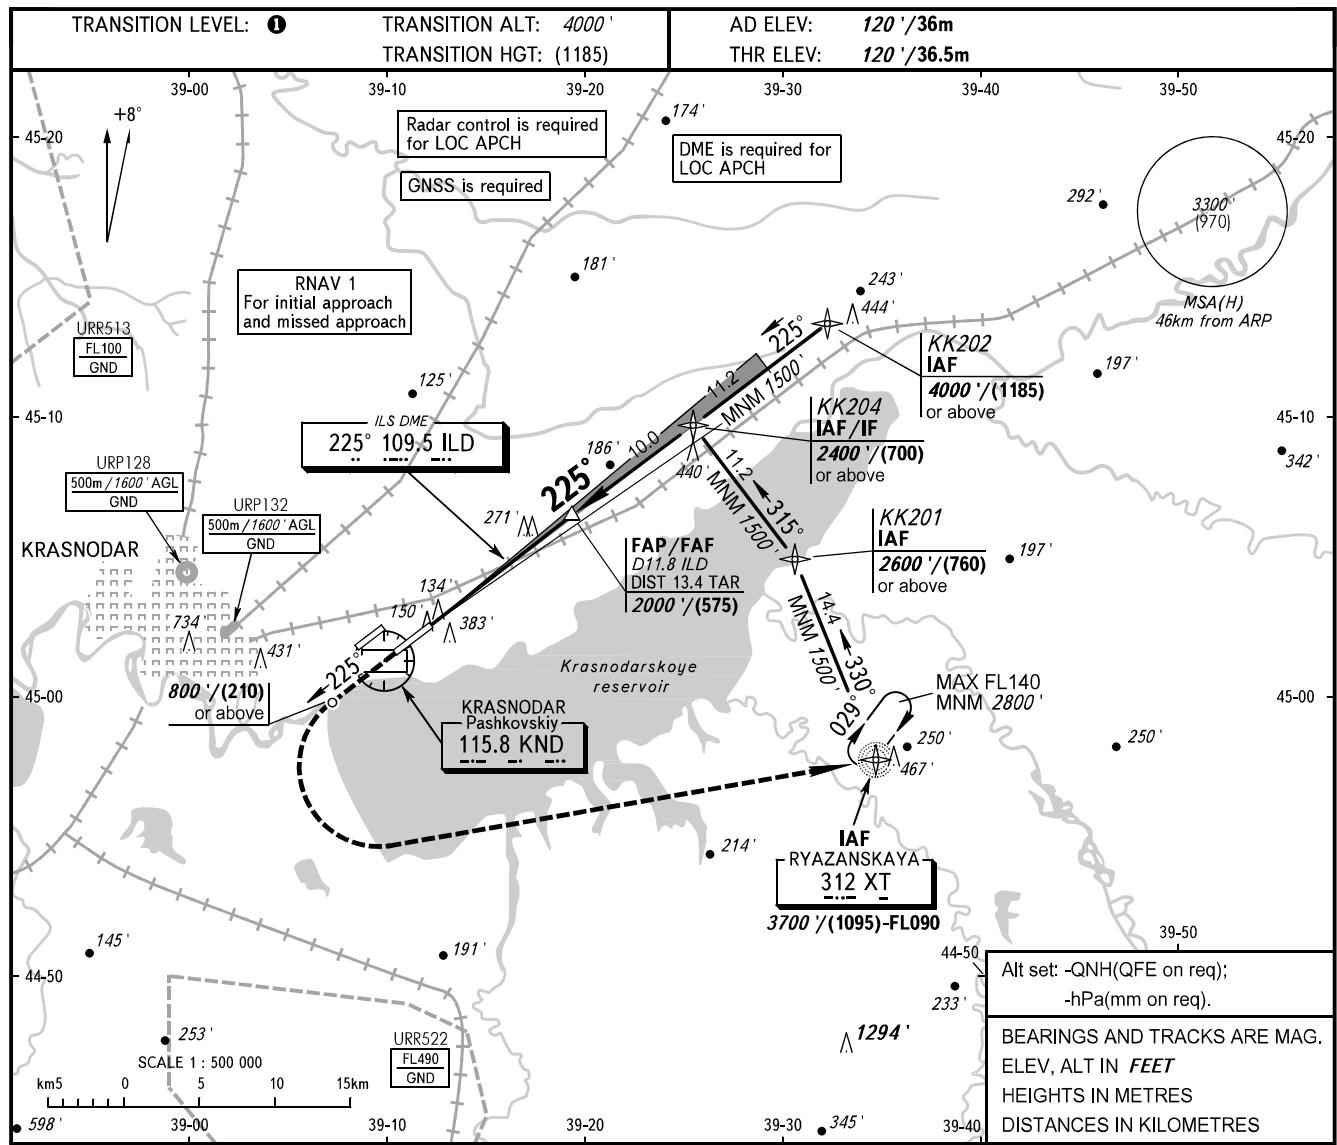 TRANSITION LEVEL: ❶
TRANSITION ALT: 4000 '
TRANSITION HGT: (1185)
AD ELEV: 120 '/36m
THR ELEV: 120 '/36.5m
39-00
39-10
39-20
39-30
39-40
39-50
+8°
45-20
45-20
Radar control is required
for LOC APCH
GNSS is required
174 '
DME is required for
LOC APCH
292 '
3300 '
(970)
MSA(H)
46km from ARP
181 '
243 '
444 '
RNAV 1
For initial approach
and missed approach
URR513
FL100
GND
225°
KK202
IAF
4000 '/(1185)
or above
197 '
125 '
11.2
MNM 1500 '
45-10
45-10
ILS DME
225° 109.5 ILD
KK204
IAF/IF
2400 '/(700)
or above
10.0
186 '
440 '
342 '
225°
11.2
315°
MNM 1500 '
URP128
500m/1600 ' AGL
GND
URP132
500m/1600 ' AGL
GND
271 '
KRASNODAR
KK201
IAF
2600 '/(760)
or above
197 '
FAP/FAF
D11.8 ILD
DIST 13.4 TAR
2000 '/(575)
134 '
150 '
383 '
14.4
330°
MNM 1500 '
734 '
431 '
225°
Krasnodarskoye
reservoir
800 '/(210)
or above
45-00
45-00
029°
MAX FL140
MNM 2800 '
KRASNODAR
Pashkovskiy
115.8 KND
250 '
467 '
250 '
214 '
IAF
RYAZANSKAYA
312 XT
3700 '/(1095)-FL090
145 '
191 '
39-50
44-50
44-50
233 '
Alt set: -QNH(QFE on req);
-hPa(mm on req).
253 '
1294 '
URR522
FL490
GND
SCALE 1 : 500 000
km5 0 5 10 15km
BEARINGS AND TRACKS ARE MAG.
ELEV, ALT IN FEET
HEIGHTS IN METRES
DISTANCES IN KILOMETRES
598 '
39-00
39-10
39-20
39-30
345 '
39-40